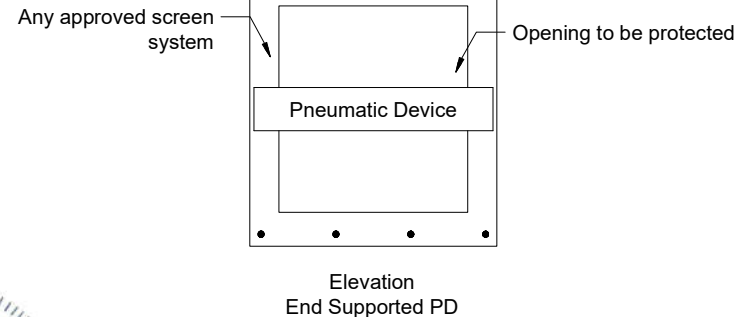 Any approved screen
system
Opening to be protected
Pneumatic Device
Elevation
End Supported PD